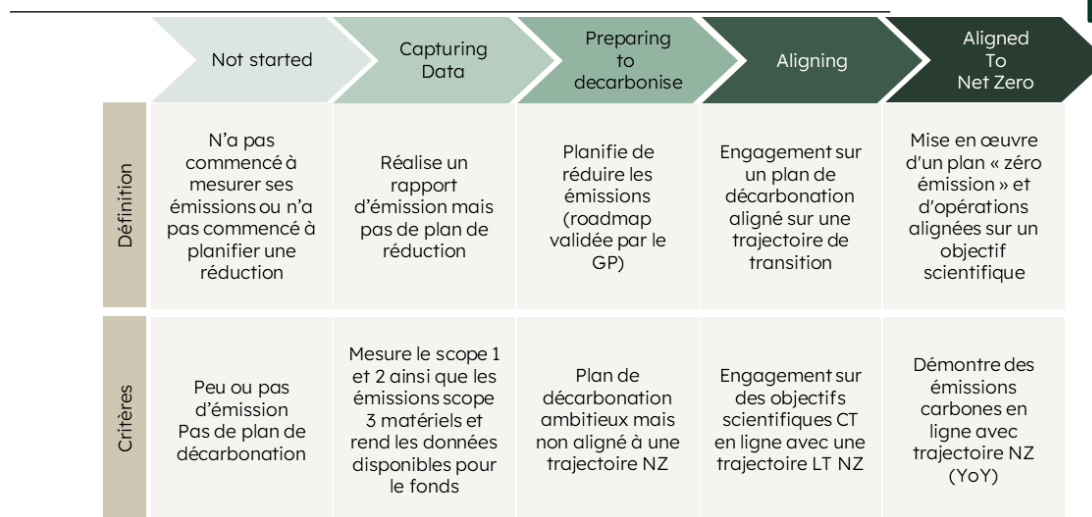 Not started
Capturing
Data
Preparing
to
decarbonise
Aligning
Aligned
To
Net Zero
Définition
N'a pas
commencé à
mesurer ses
émissions ou n'a
pas commencé à
planifier une
réduction
Réalise un
rapport
d'émission mais
pas de plan de
réduction
Planifie de
réduire les
émissions
(roadmap
validée par le
GP)
Engagement sur
un plan de
décarbonation
aligné sur une
trajectoire de
transition
Mise en œuvre
d'un plan « zéro
émission » et
d'opérations
alignées sur un
objectif
scientifique
Critères
Peu ou pas
d'émission
Pas de plan de
décarbonation
Mesure le scope 1
et 2 ainsi que les
émissions scope
3 matériels et
rend les données
disponibles pour
le fonds
Plan de
décarbonation
ambitieux mais
non aligné à une
trajectoire NZ
Engagement sur
des objectifs
scientifiques CT
en ligne avec une
trajectoire LT NZ
Démontre des
émissions
carbones en
ligne avec
trajectoire NZ
(YoY)